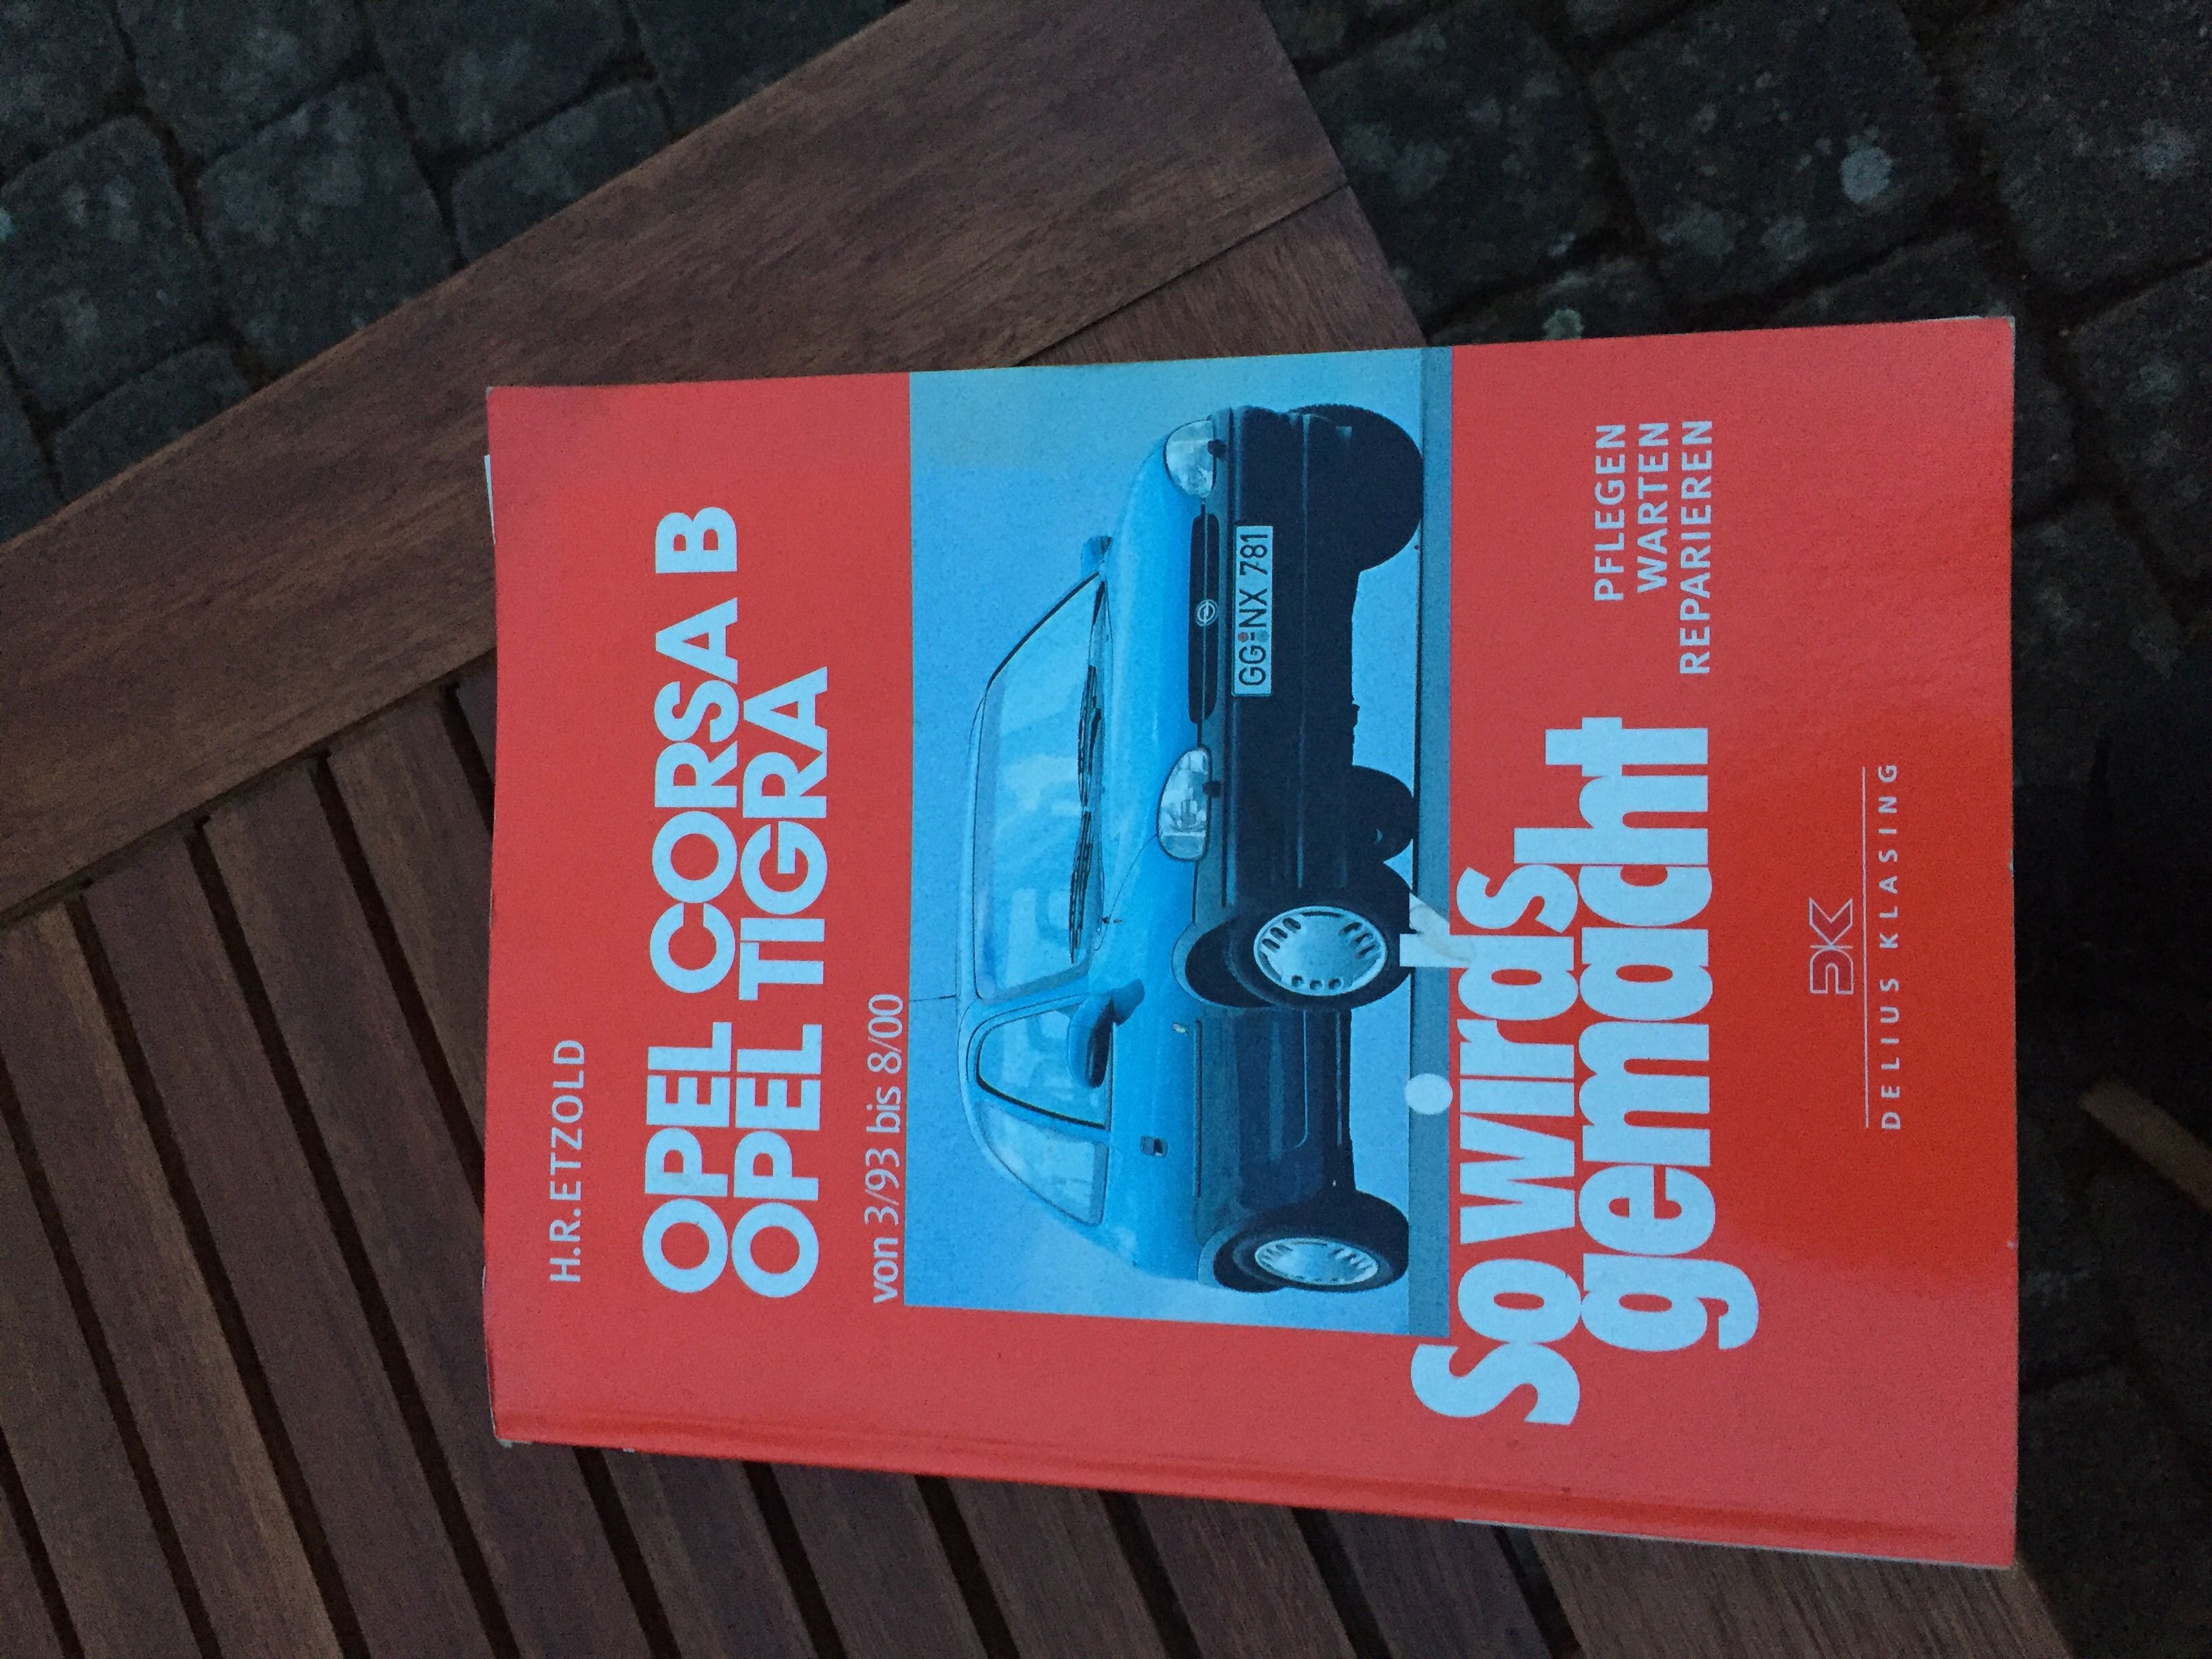 H.R. ETZOLD
OPEL CORSA B
OPEL TIGRA
von 3/93 bis 8/00
GG-NX 781
So wird's
gemacht
PFLEGEN
WARTEN
REPARIEREN
DK
DELIUS KLASING